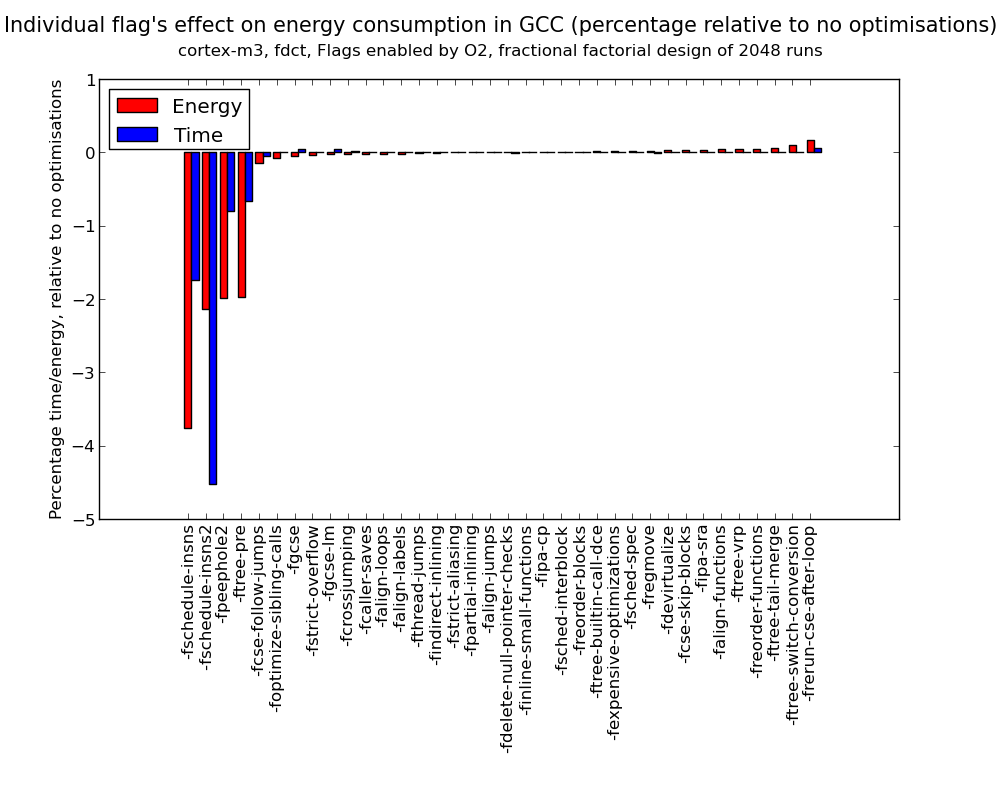 Individual flag's effect on energy consumption in GCC (percentage relative to no optimisations)
cortex-m3, fdct, Flags enabled by O2, fractional factorial design of 2048 runs
Percentage time/energy, relative to no optimisations
1
0
−1
−2
−3
−4
−5
Energy
Time
-fschedule-insns
-fschedule-insns2
-fpeephole2
-ftree-pre
-fcse-follow-jumps
-foptimize-sibling-calls
-fgcse
-fstrict-overflow
-fgcse-lm
-fcrossjumping
-fcaller-saves
-falign-loops
-falign-labels
-fthread-jumps
-findirect-inlining
-fstrict-aliasing
-fpartial-inlining
-falign-jumps
-fdelete-null-pointer-checks
-finline-small-functions
-fipa-cp
-fsched-interblock
-freorder-blocks
-ftree-builtin-call-dce
-fexpensive-optimizations
-fsched-spec
-fregmove
-fdevirtualize
-fcse-skip-blocks
-fipa-sra
-falign-functions
-ftree-vrp
-freorder-functions
-ftree-tail-merge
-ftree-switch-conversion
-frerun-cse-after-loop